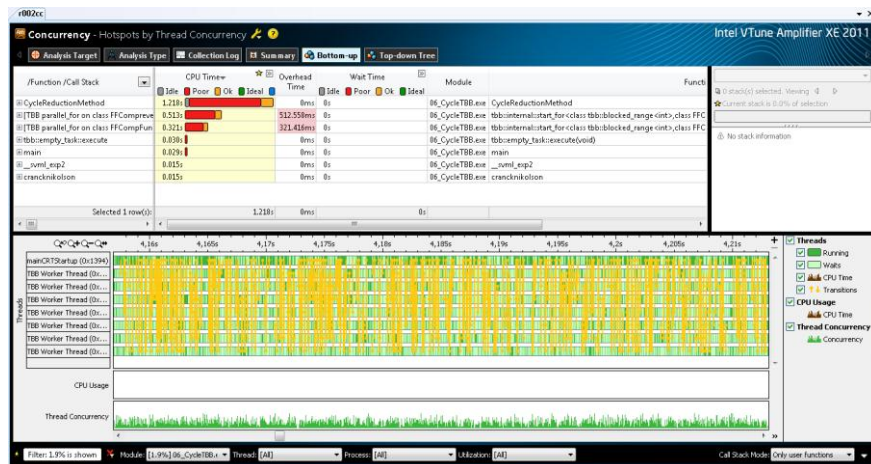 r002cc
Concurrency - Hotspots by Thread Concurrency
Intel VTune Amplifier XE 2011
Analysis Target Analysis Type Collection Log Summary Bottom-up Top-down Tree
/Function /Call Stack
CPU Time
Idle Poor Ok Ideal
Overhead Time
Wait Time
Idle Poor Ok Ideal
Module
Functi
CycleReductionMethod 1.218s 0ms 0s 06_CycleTBB.exe CycleReductionMethod
[TBB parallel_for on class FFCompreve 0.513s 512.558ms 0s 06_CycleTBB.exe tbb::internal::start_for<class tbb::blocked_range<int>,class FFC
[TBB parallel_for on class FFCompFun 0.321s 321.416ms 0s 06_CycleTBB.exe tbb::internal::start_for<class tbb::blocked_range<int>,class FFC
tbb::empty_task::execute 0.030s 0ms 0s 06_CycleTBB.exe tbb::empty_task::execute(void)
main 0.029s 0ms 0s 06_CycleTBB.exe main
__svml_exp2 0.015s 0ms 0s 06_CycleTBB.exe __svml_exp2
crancknikolson 0.015s 0ms 0s 06_CycleTBB.exe crancknikolson
Selected 1 row(s): 1.218s 0ms 0s
0 stack(s) selected. Viewing
Current stack is 0.0% of selection
No stack information
4,16s 4,165s 4,17s 4,175s 4,18s 4,185s 4,19s 4,195s 4,2s 4,205s 4,21s
Threads
mainCRTStartup (0x1394)
TBB Worker Thread (0x...
TBB Worker Thread (0x...
TBB Worker Thread (0x...
TBB Worker Thread (0x...
TBB Worker Thread (0x...
TBB Worker Thread (0x...
TBB Worker Thread (0x...
CPU Usage
Thread Concurrency
Threads
Running
Waits
CPU Time
Transitions
CPU Usage
CPU Time
Thread Concurrency
Concurrency
Filter: 1.9% is shown Module: [1.9%] 06_CycleTBB.e Thread: [All] Process: [All] Utilization: [All] Call Stack Mode: Only user functions